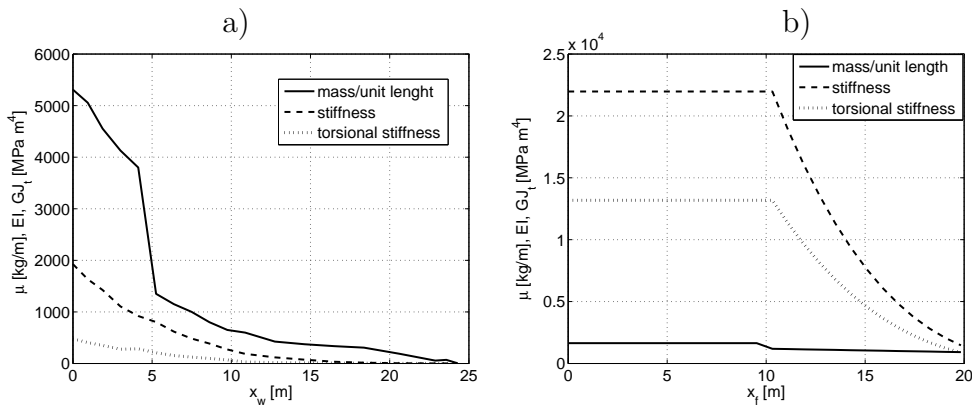 a)
6000
5000
4000
3000
2000
1000
0
0
5
10
15
20
25
μ [kg/m], EI, GJ_t [MPa m^4]
x_w [m]
mass/unit lenght
stiffness
torsional stiffness
b)
x 10^4
2.5
2
1.5
1
0.5
0
0
5
10
15
20
μ [kg/m], EI, GJ_t [MPa m^4]
x_f [m]
mass/unit length
stiffness
torsional stiffness